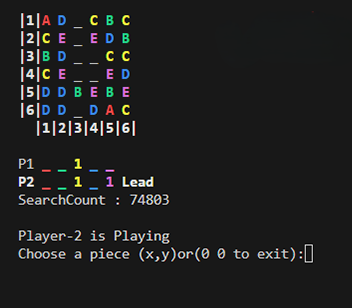 |1|A D _ C B C
|2|C E _ E D B
|3|B D _ _ C C
|4|C E _ _ E D
|5|D D B E B E
|6|D D _ D A C
|1|2|3|4|5|6|
P1 _ _ 1 _ _
P2 _ _ 1 _ 1 Lead
SearchCount : 74803
Player-2 is Playing
Choose a piece (x,y)or(0 0 to exit):